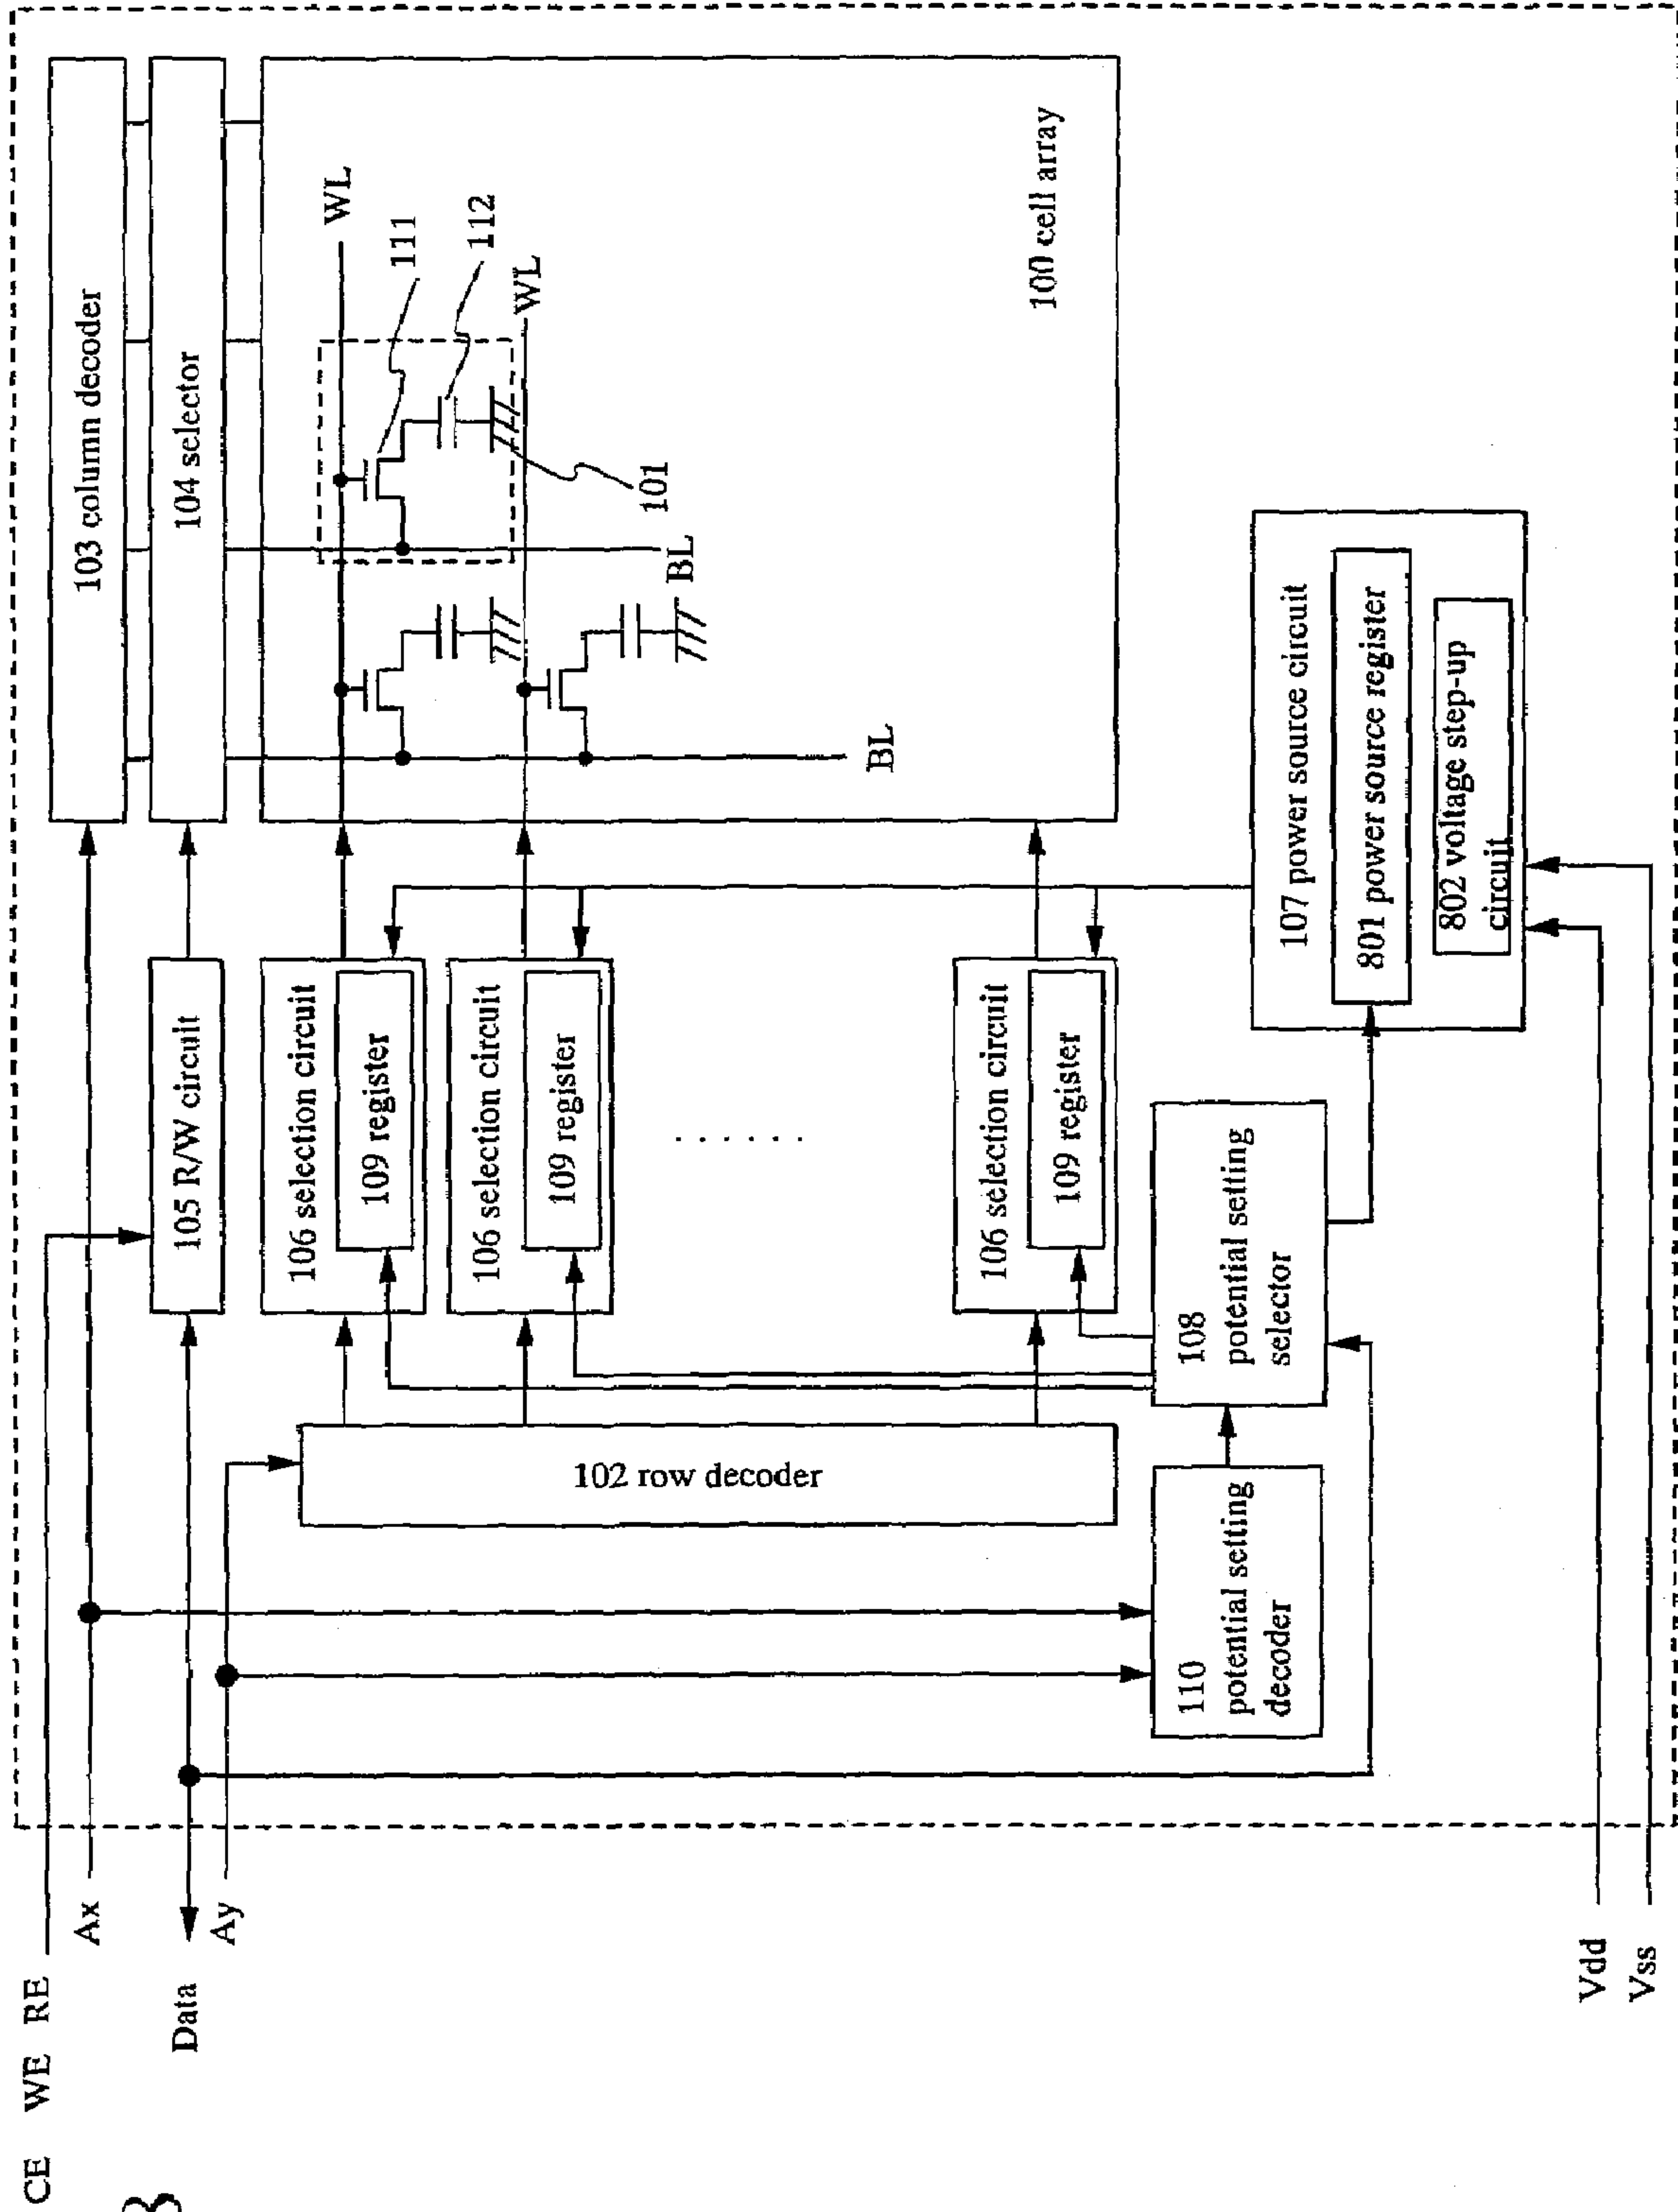 CE WE RE
Ax
Data
Ay
Vdd
Vss
8
103 column decoder
104 selector
105 R/W circuit
106 selection circuit
109 register
106 selection circuit
109 register
......
106 selection circuit
109 register
102 row decoder
110
potential setting
decoder
108
potential setting
selector
107 power source circuit
801 power source register
802 voltage step-up
circuit
WL
111
112
WL
101
BL
BL
100 cell array